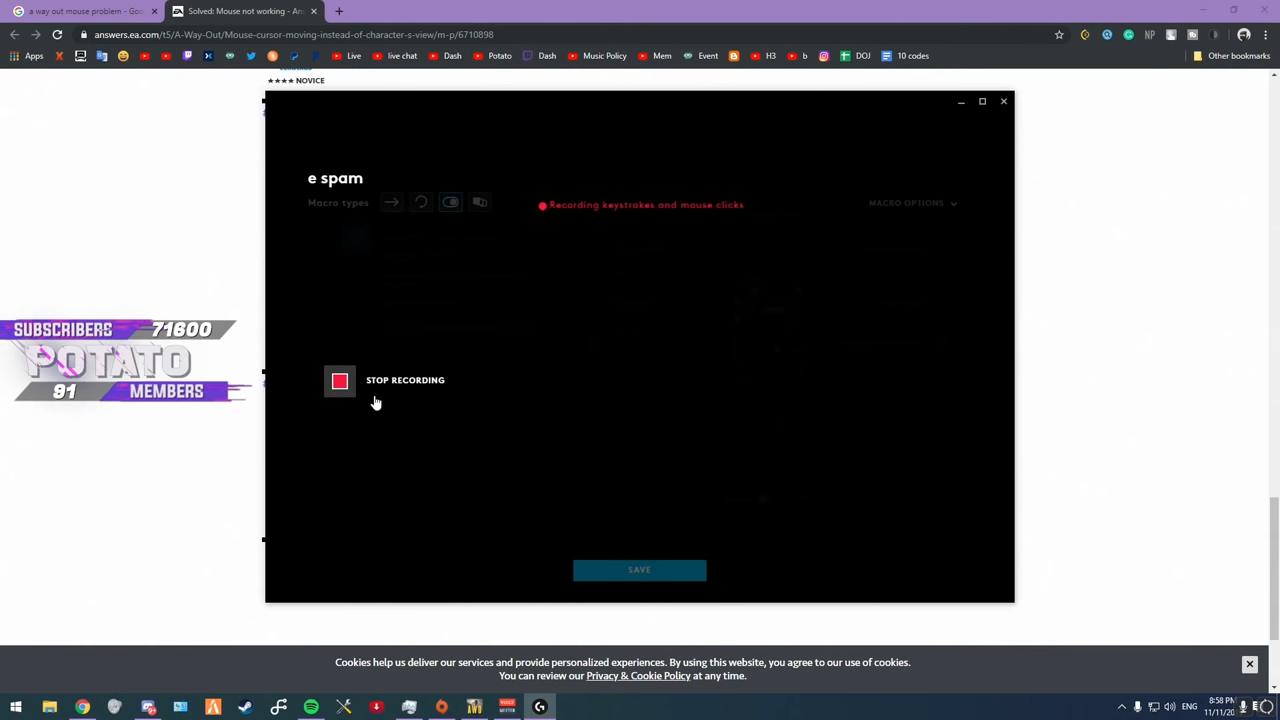 a way out mouse problem - Goo
Solved: Mouse not working - Ans
answers.ea.com/t5/A-Way-Out/Mouse-cursor-moving-instead-of-character-s-view/m-p/6710898
Apps
Live
live chat
Dash
Potato
Dash
Music Policy
Mem
Event
H3
b
DOJ
10 codes
Other bookmarks
★★★★ NOVICE
e spam
Macro types
Recording keystrokes and mouse clicks
MACRO OPTIONS
SUBSCRIBERS 71600
POTATO
91 MEMBERS
STOP RECORDING
SAVE
Cookies help us deliver our services and provide personalized experiences. By using this website, you agree to our use of cookies.
You can review our Privacy & Cookie Policy at any time.
ENG
8:58 PM
11/11/20